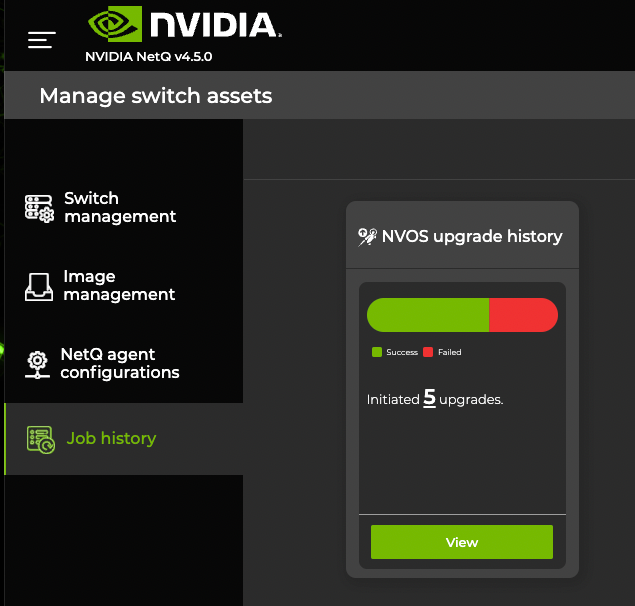 NVIDIA.
NVIDIA NetQ v4.5.0
Manage switch assets
Switch
management
Image
management
NetQ agent
configurations
Job history
NVOS upgrade history
Success Failed
Initiated 5 upgrades.
View